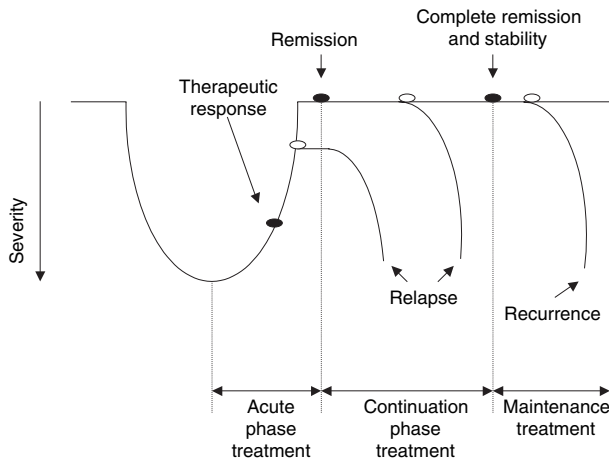 Complete remission
and stability
Remission
Therapeutic
response
Severity
Relapse
Recurrence
Acute
phase
treatment
Continuation
phase
treatment
Maintenance
treatment